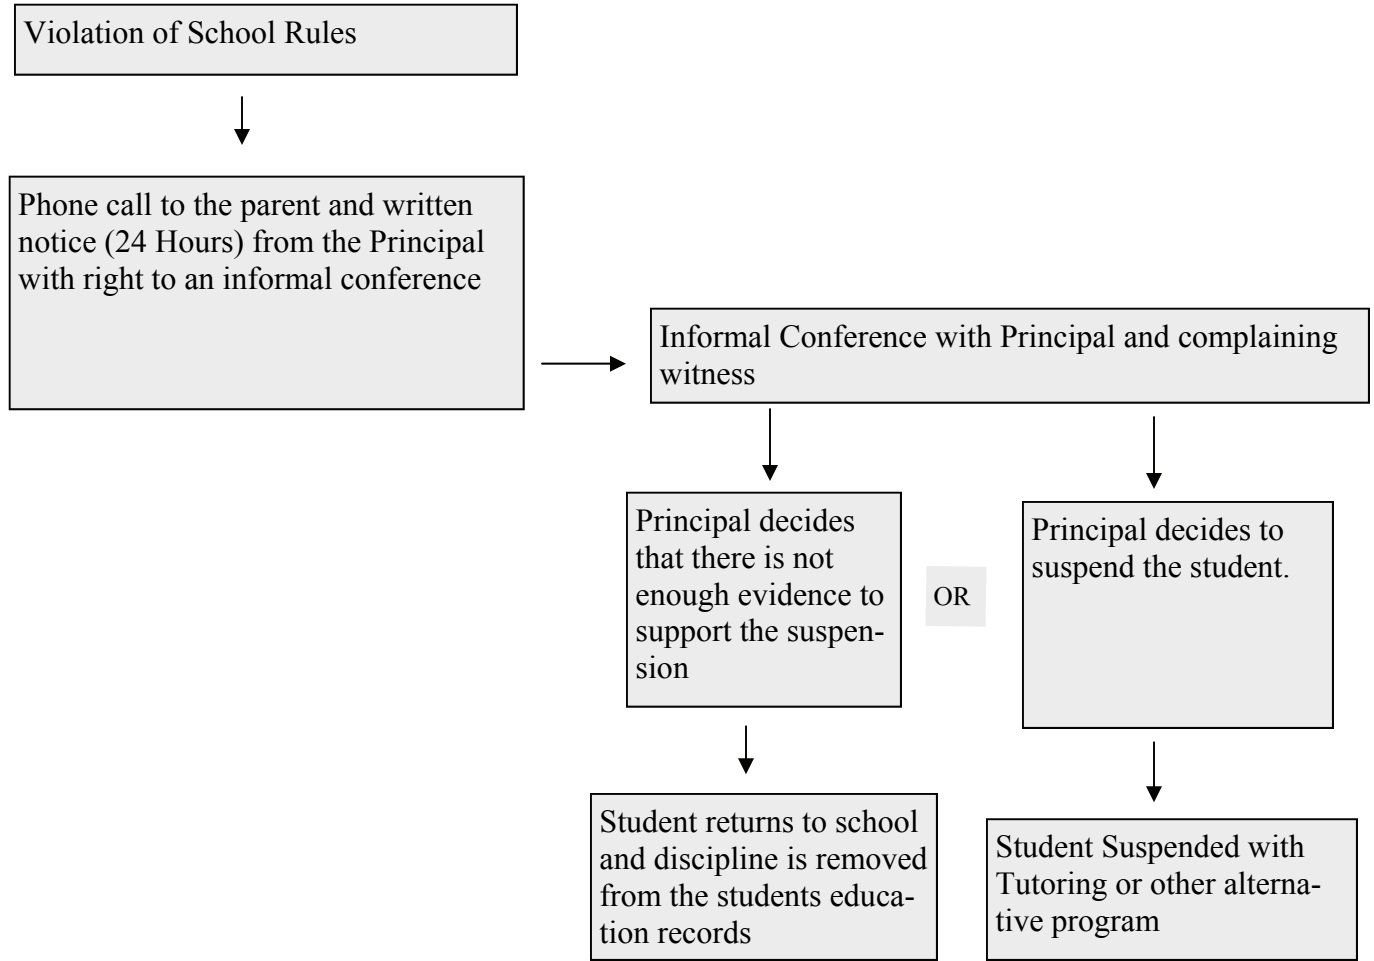 Violation of School Rules
Phone call to the parent and written
notice (24 Hours) from the Principal
with right to an informal conference
Informal Conference with Principal and complaining
witness
Principal decides
that there is not
enough evidence to
support the suspen-
sion
OR
Principal decides to
suspend the student.
Student returns to school
and discipline is removed
from the students educa-
tion records
Student Suspended with
Tutoring or other alterna-
tive program